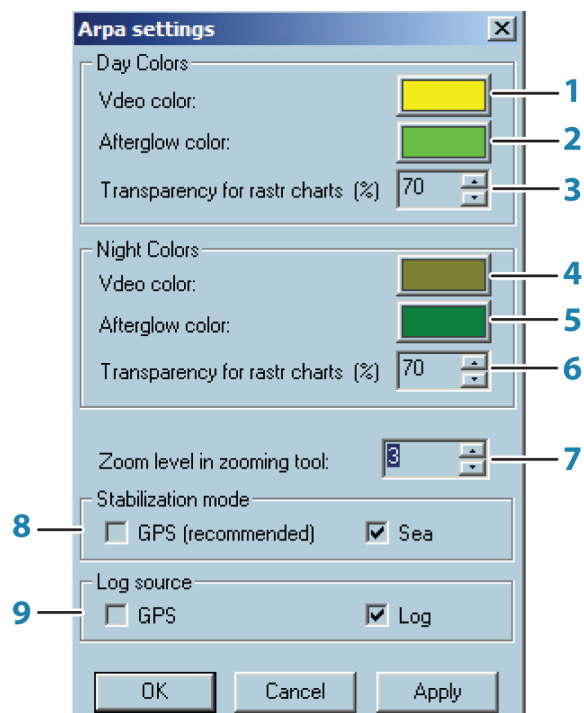 Arpa settings
Day Colors
Vdeo color:
1
Afterglow color:
2
Transparency for rastr charts (%)
70
3
Night Colors
Vdeo color:
4
Afterglow color:
5
Transparency for rastr charts (%)
70
6
Zoom level in zooming tool:
3
7
Stabilization mode
8
GPS (recommended)
Sea
Log source
9
GPS
Log
OK
Cancel
Apply